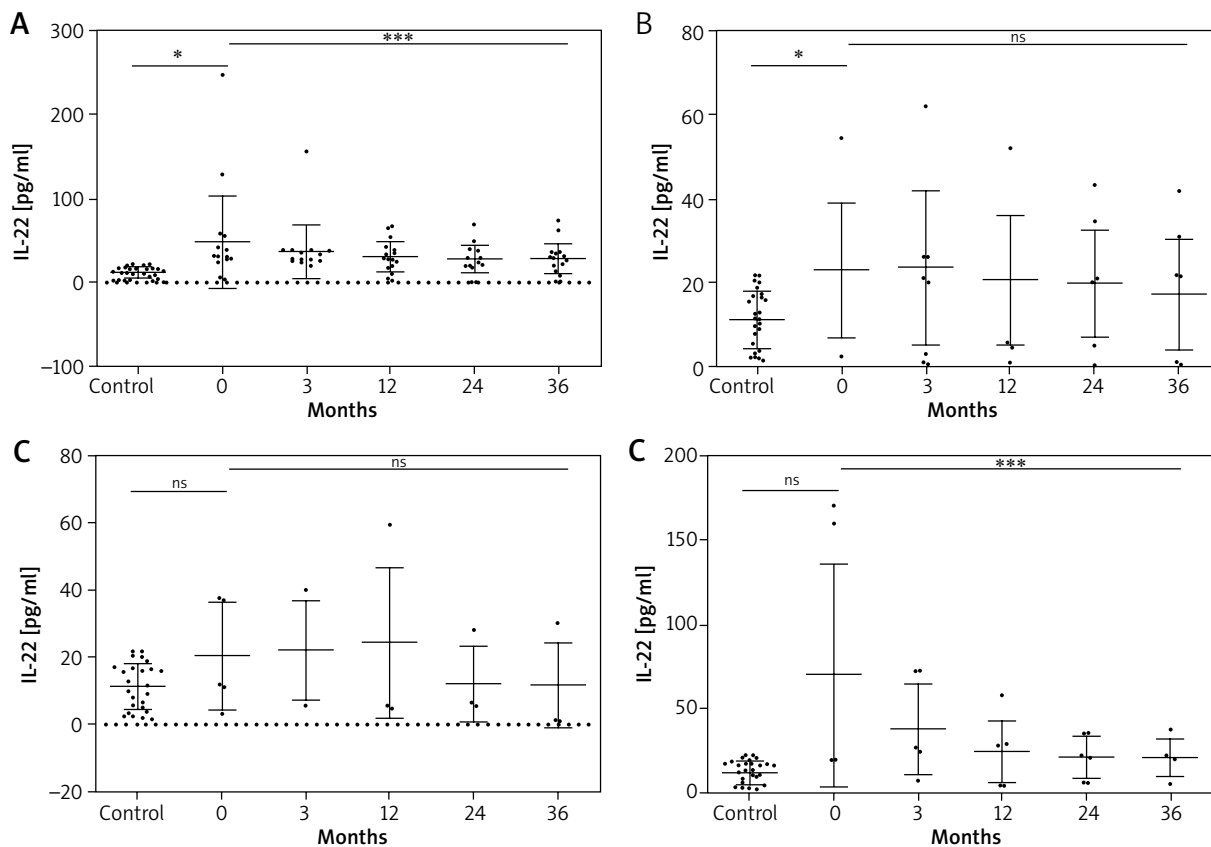 A
300
200
100
0
–100
IL-22 [pg/ml]
*
***
Control 0 3 12 24 36
Months
B
80
60
40
20
0
IL-22 [pg/ml]
*
ns
Control 0 3 12 24 36
Months
C
80
60
40
20
0
–20
IL-22 [pg/ml]
ns
ns
Control 0 3 12 24 36
Months
C
200
150
100
50
0
IL-22 [pg/ml]
ns
***
Control 0 3 12 24 36
Months